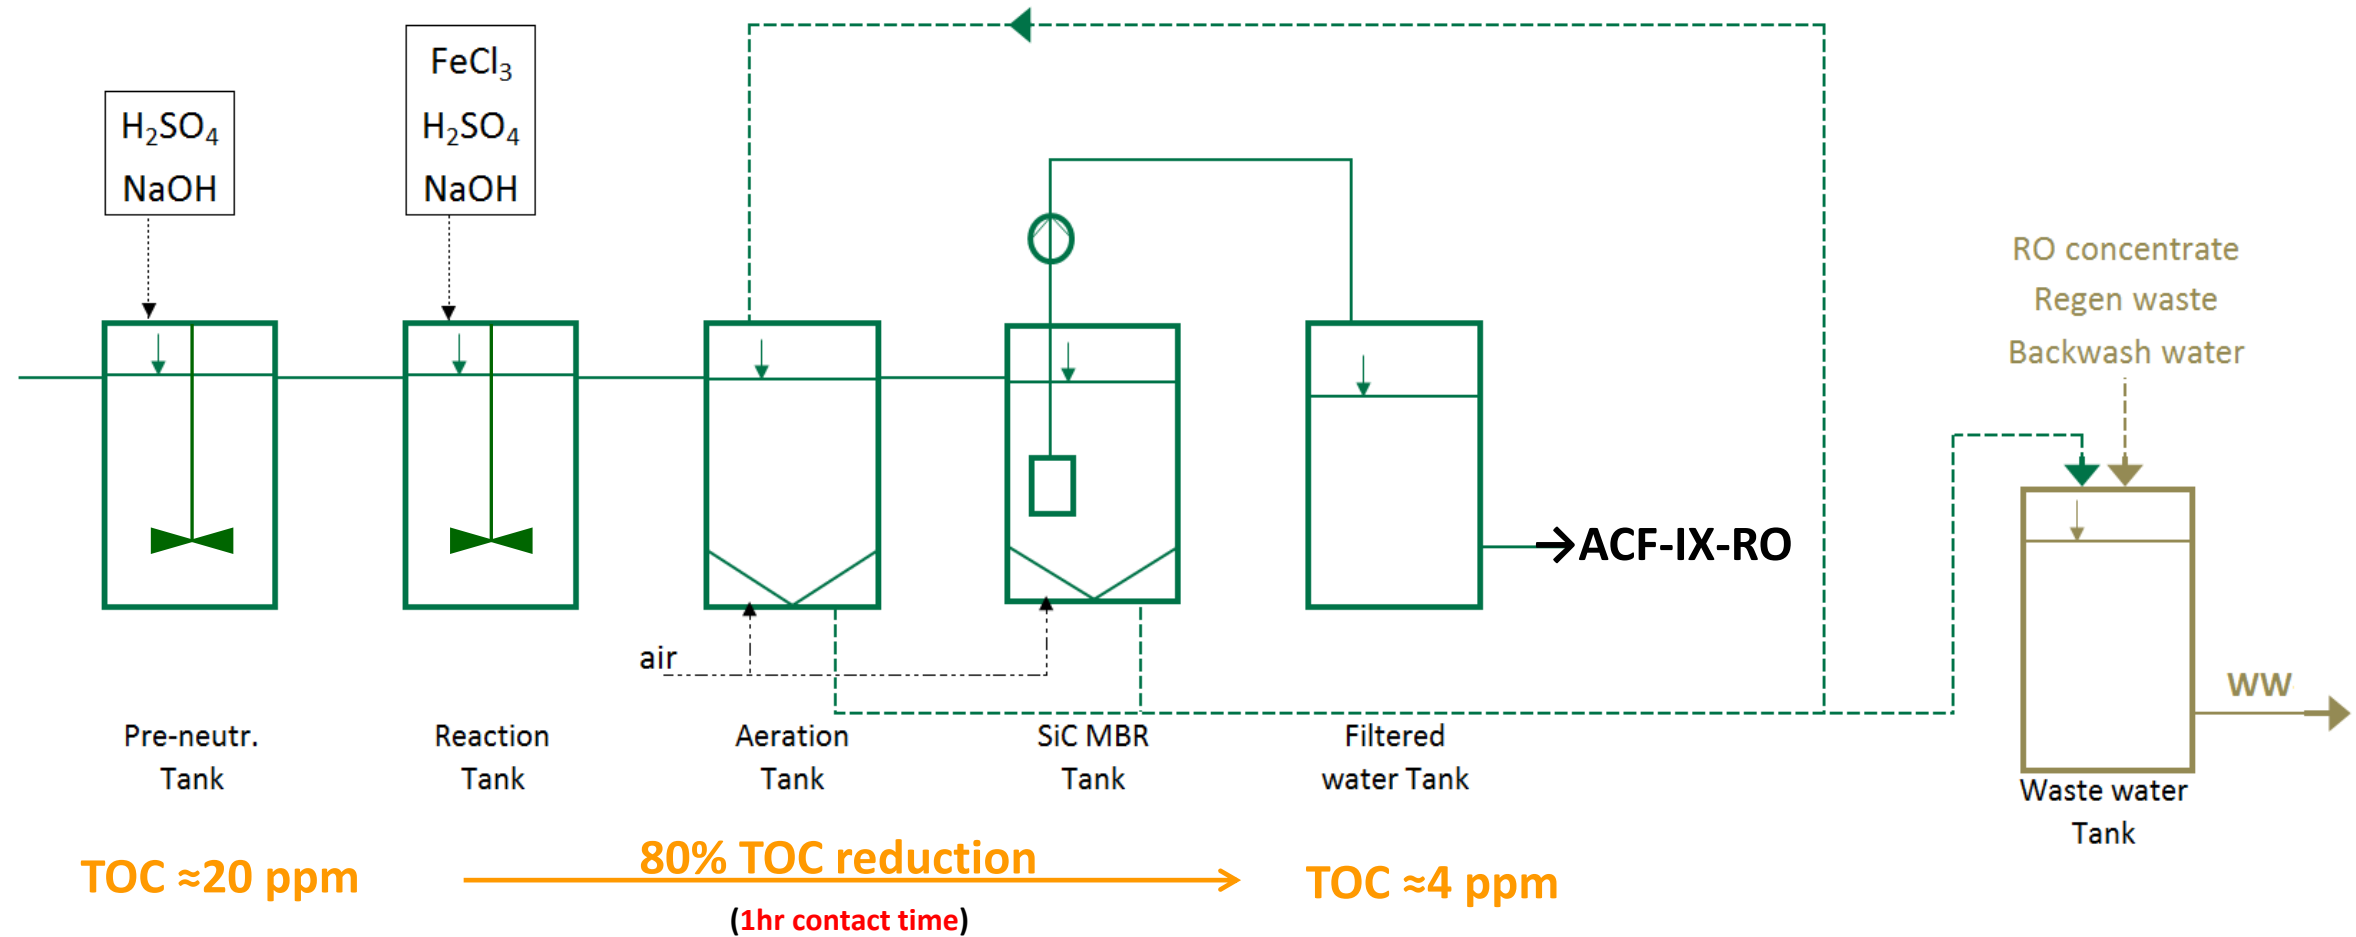 FeCl₃
H₂SO₄
NaOH
H₂SO₄
NaOH
RO concentrate
Regen waste
Backwash water
→ACF-IX-RO
air
WW
Pre-neutr.
Tank
Reaction
Tank
Aeration
Tank
SiC MBR
Tank
Filtered
water Tank
Waste water
Tank
TOC ≈20 ppm
80% TOC reduction
(1hr contact time)
TOC ≈4 ppm